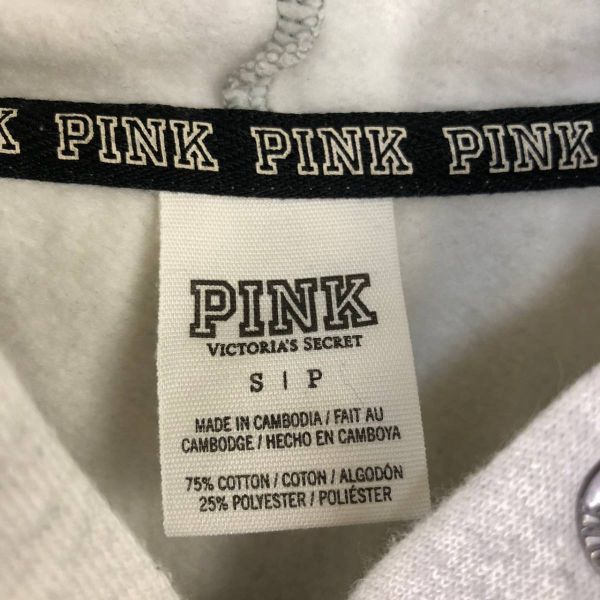 K PINK PINK PINK
PINK
VICTORIA'S SECRET
S | P
MADE IN CAMBODIA / FAIT AU
CAMBODGE / HECHO EN CAMBOYA
75% COTTON / COTON / ALGODÓN
25% POLYESTER / POLIÉSTER